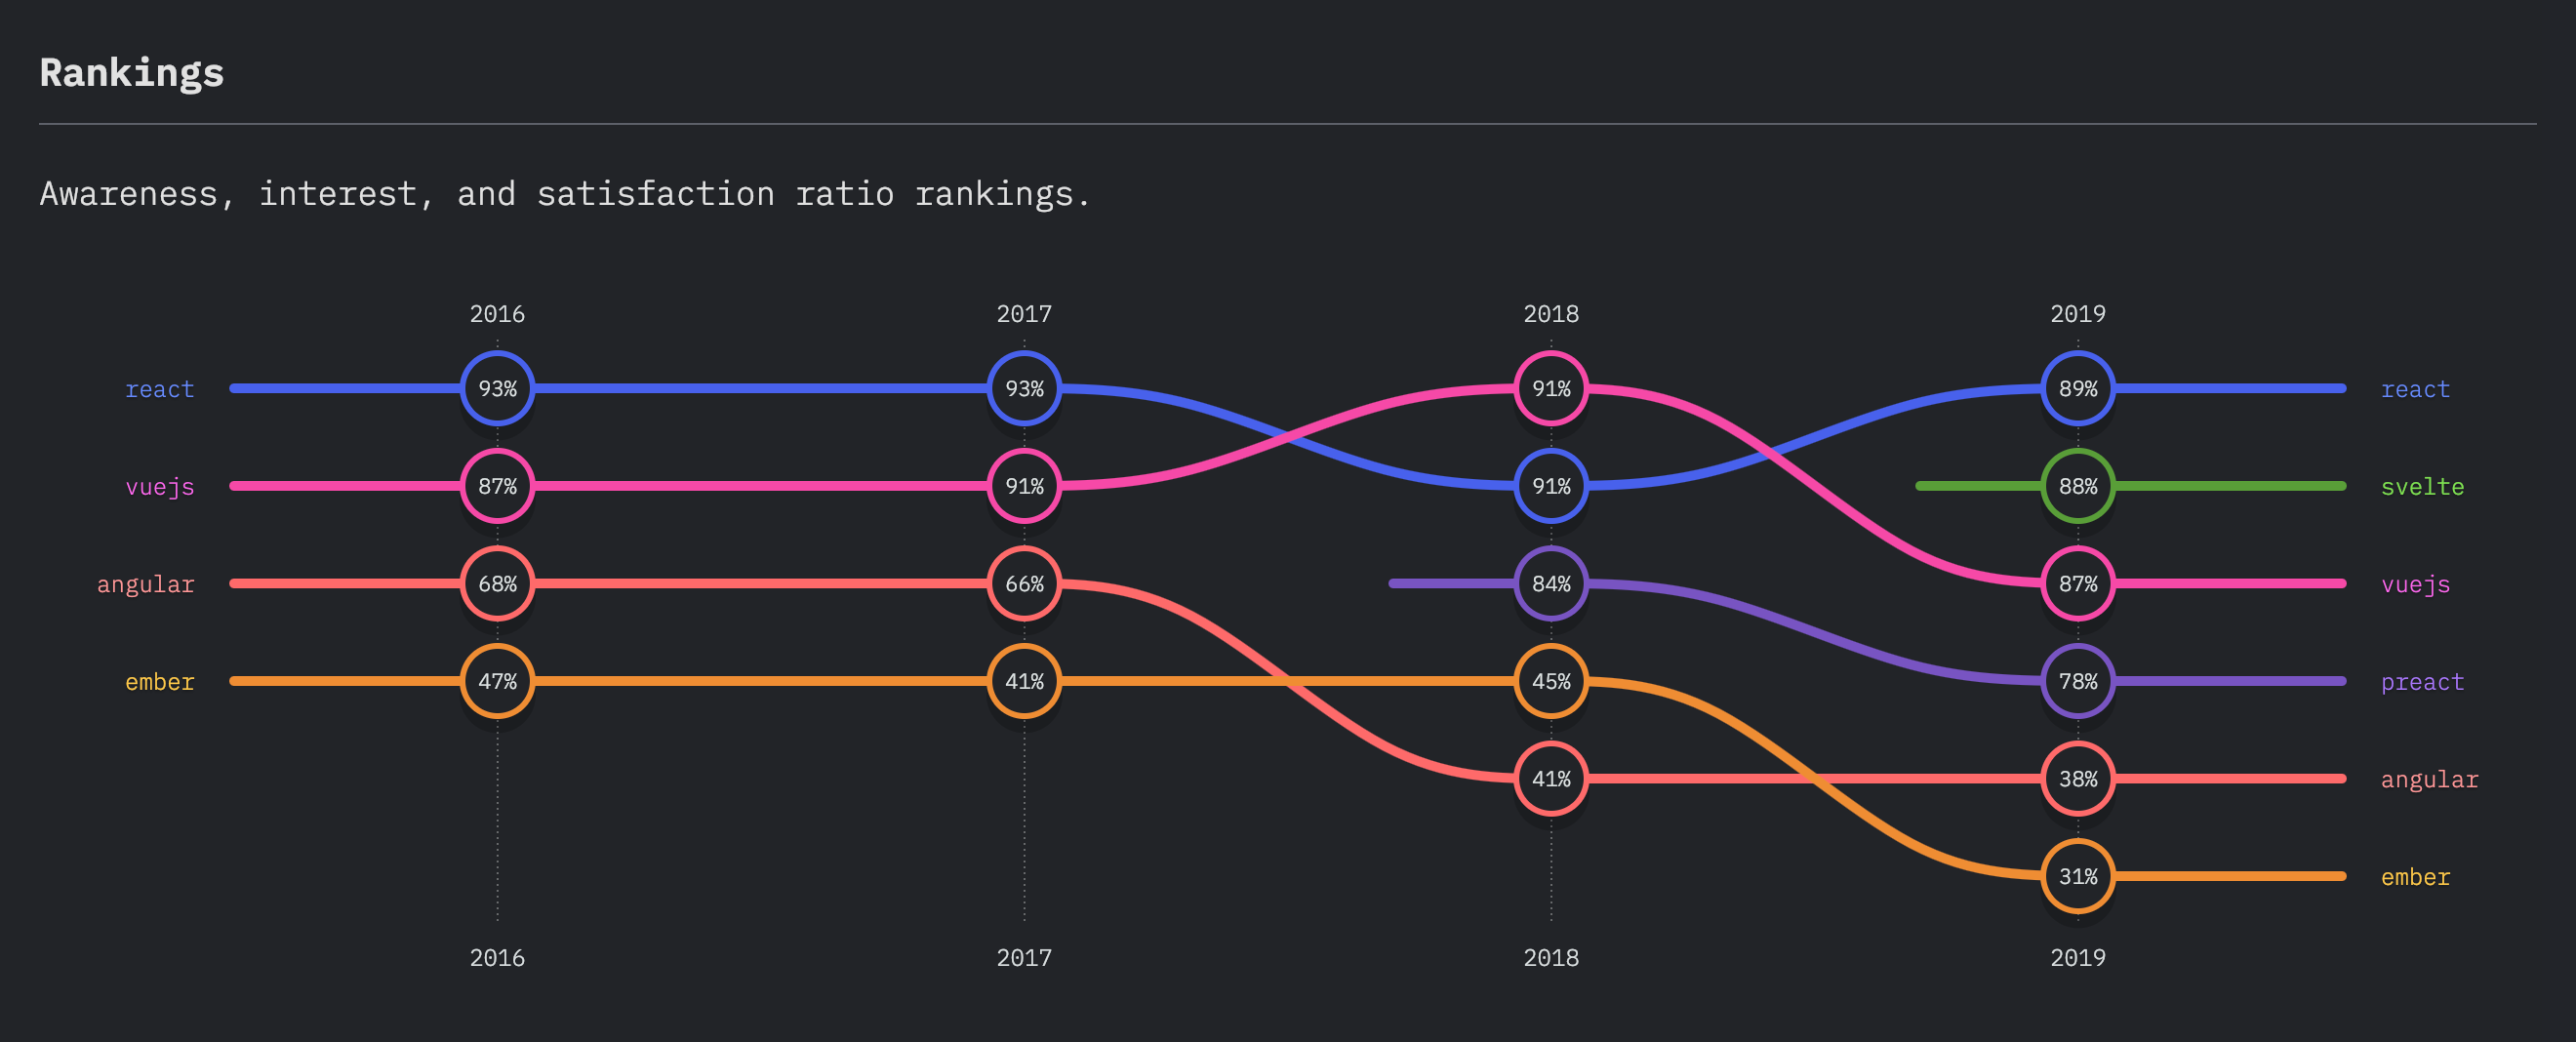 Rankings
Awareness, interest, and satisfaction ratio rankings.
2016 2017 2018 2019
react 93% 93% 91% 89% react
vuejs 87% 91% 91% 88% svelte
angular 68% 66% 84% 87% vuejs
ember 47% 41% 45% 78% preact
41% 38% angular
31% ember
2016 2017 2018 2019